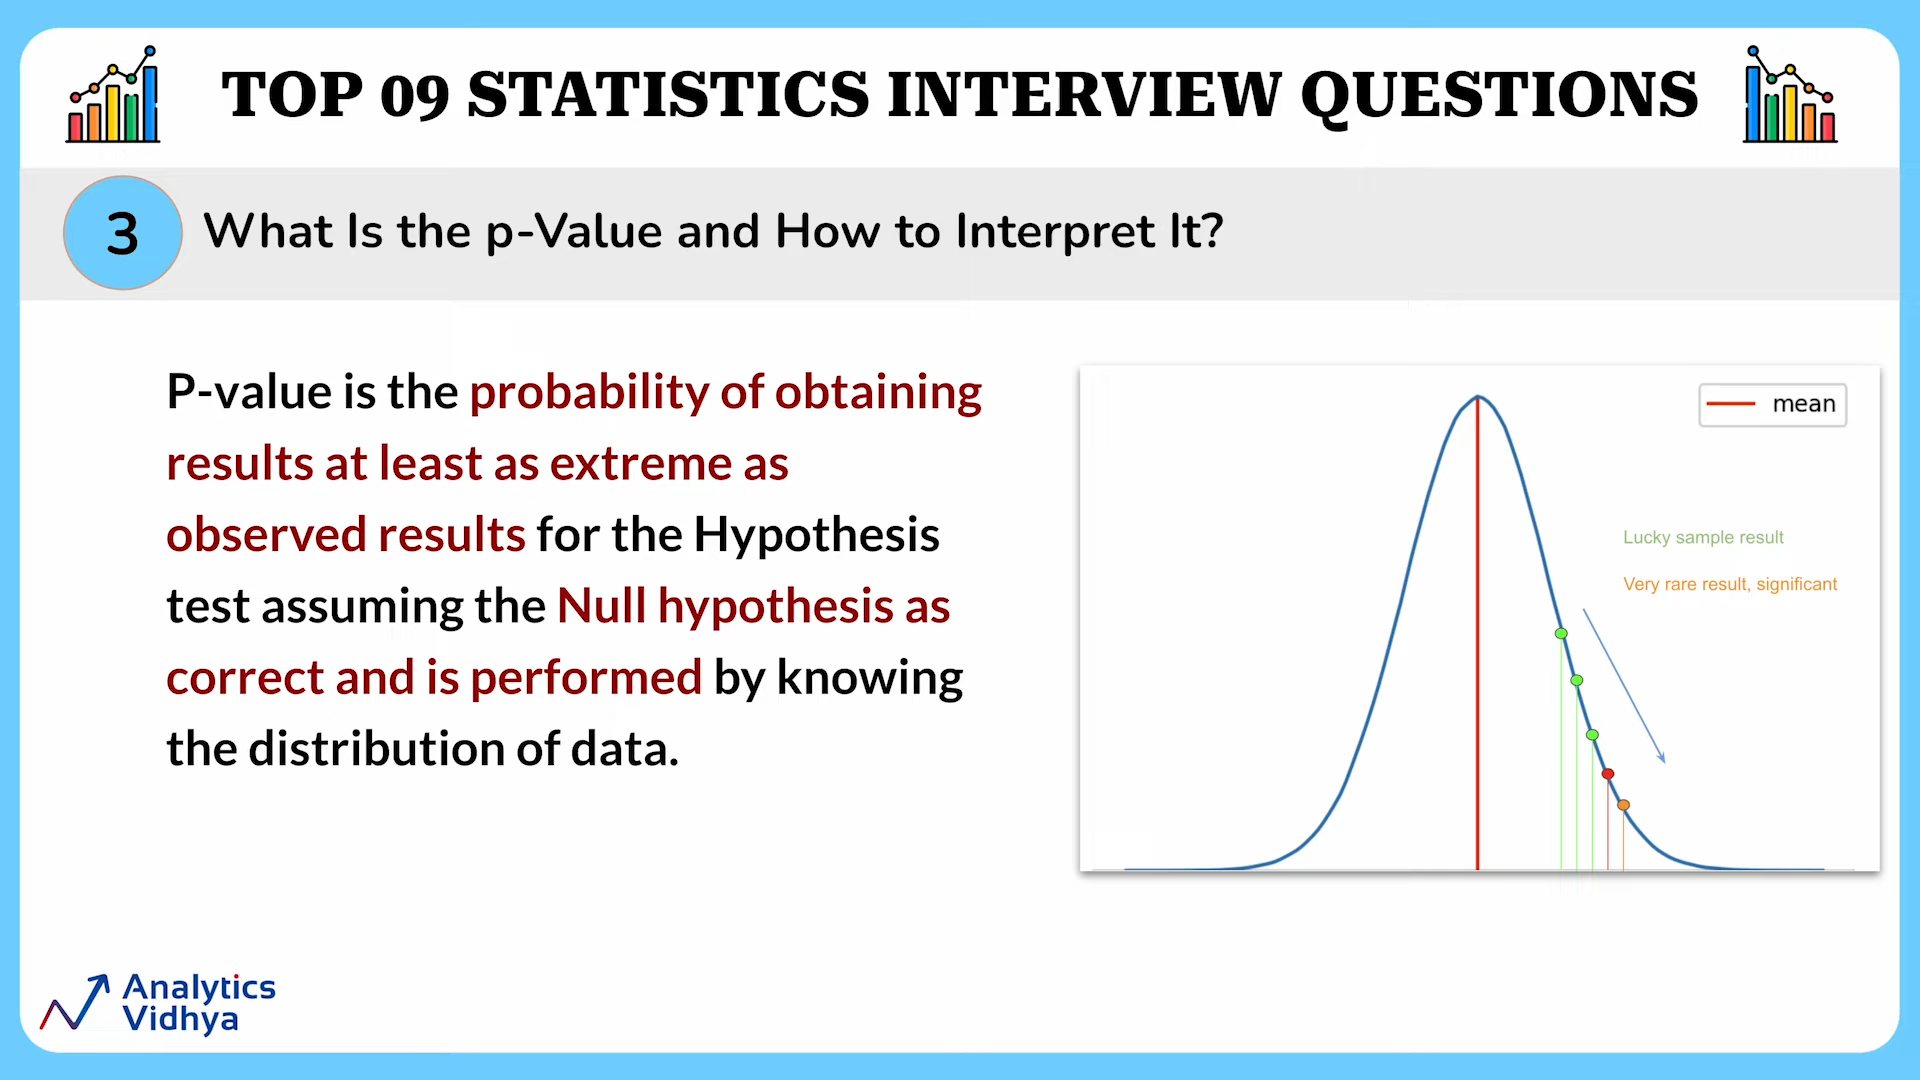 TOP 09 STATISTICS INTERVIEW QUESTIONS
3 What Is the p-Value and How to Interpret It?
P-value is the probability of obtaining
results at least as extreme as
observed results for the Hypothesis
test assuming the Null hypothesis as
correct and is performed by knowing
the distribution of data.
mean
Lucky sample result
Very rare result, significant
Analytics
Vidhya